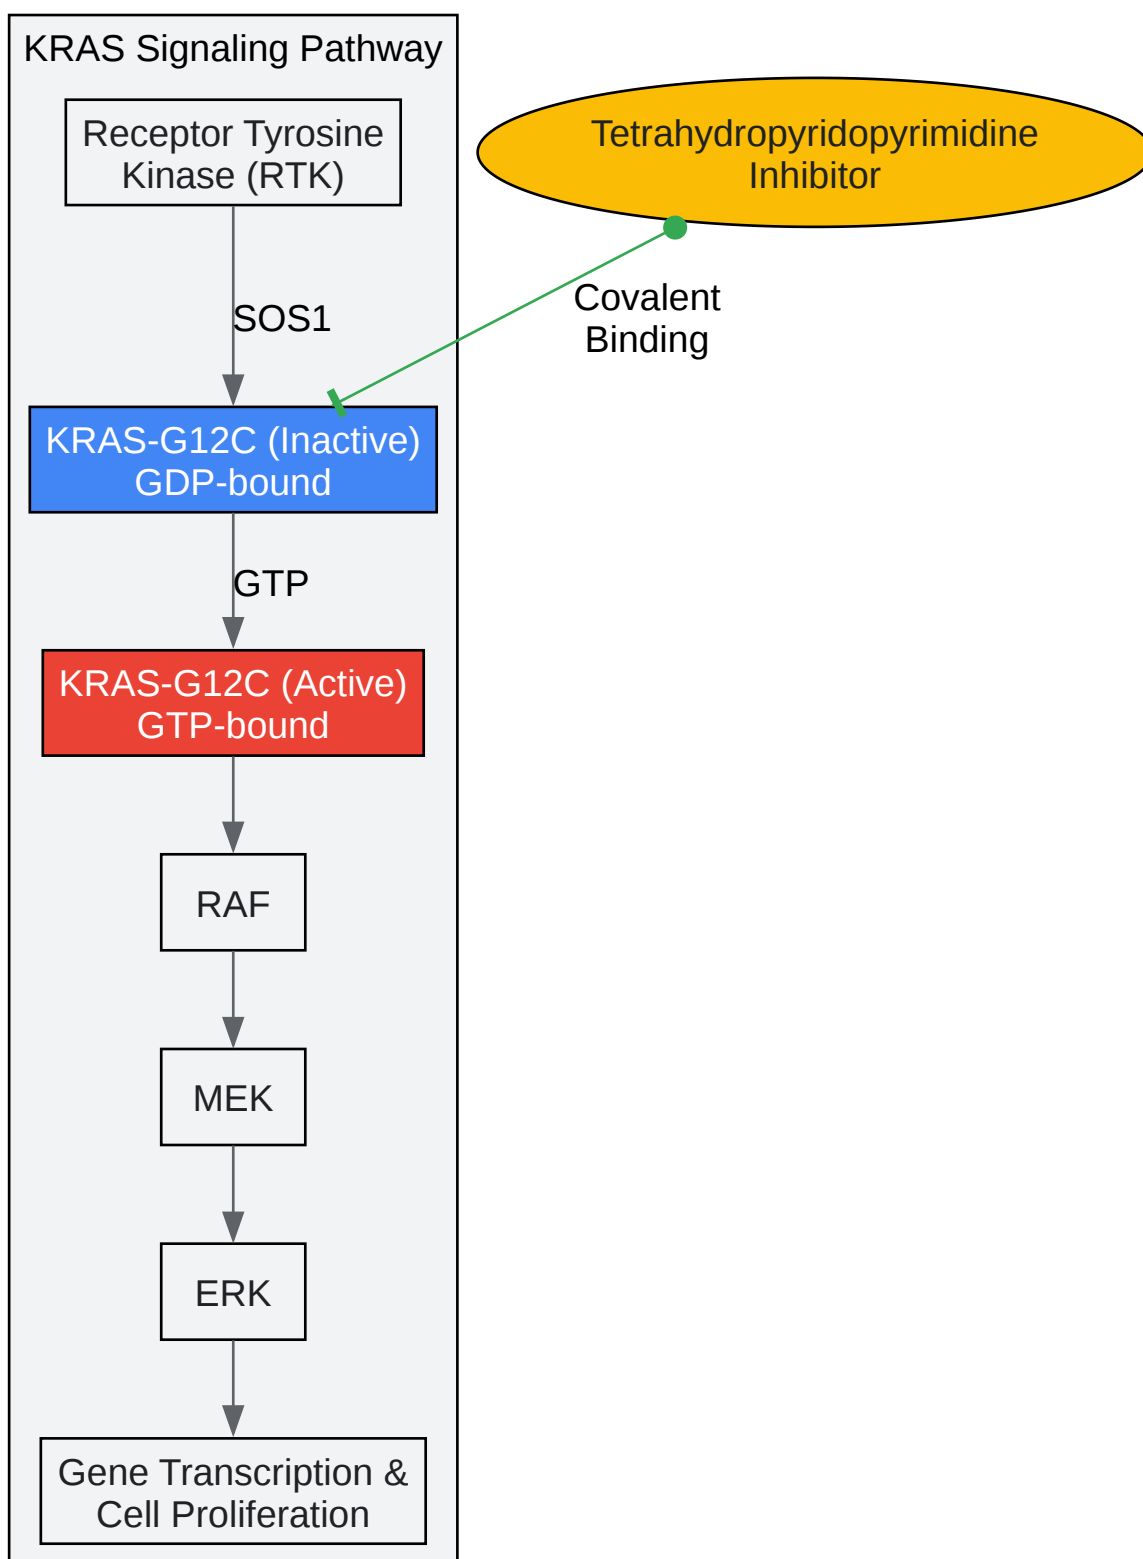 KRAS Signaling Pathway
Receptor Tyrosine
Kinase (RTK)
Tetrahydropyridopyrimidine
Inhibitor
SOS1
Covalent
Binding
KRAS-G12C (Inactive)
GDP-bound
GTP
KRAS-G12C (Active)
GTP-bound
RAF
MEK
ERK
Gene Transcription &
Cell Proliferation